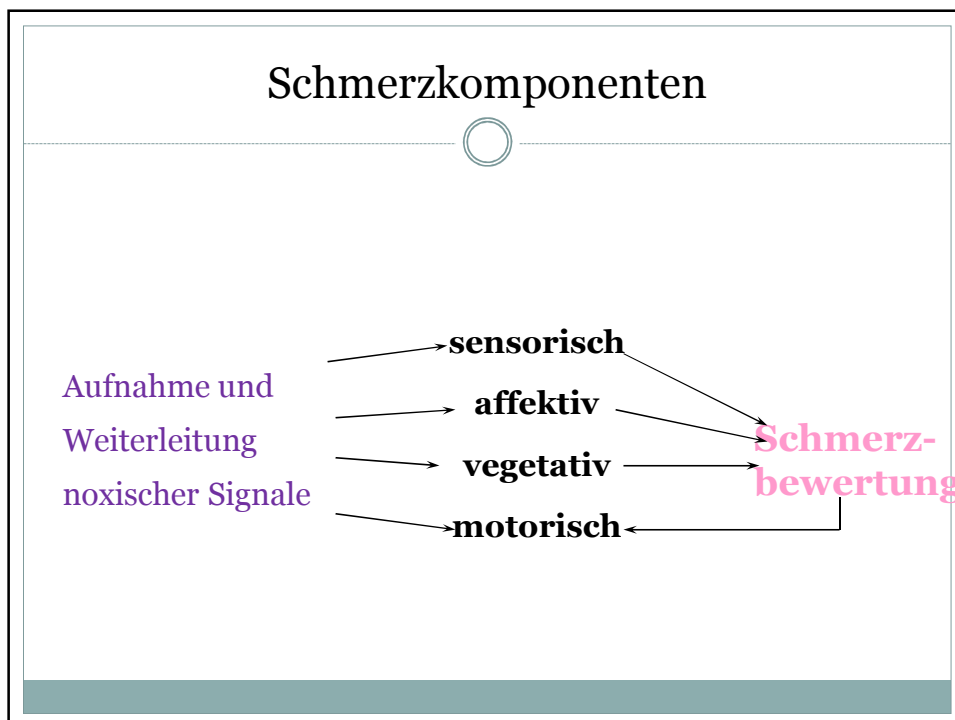 Schmerzkomponenten
sensorisch
Aufnahme und
affektiv
Weiterleitung
Schmerz-
vegetativ
bewertung
noxischer Signale
motorisch